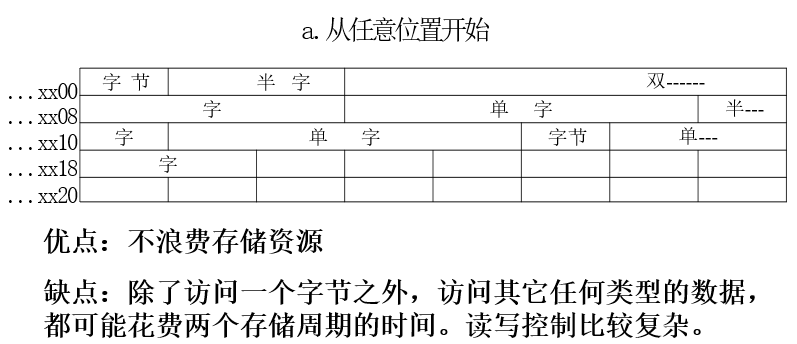 a. 从任意位置开始
...xx00 字 节 半 字 双------
...xx08 字 单 字 半---
...xx10 字 单 字 字节 单---
...xx18 字
...xx20
优点：不浪费存储资源
缺点：除了访问一个字节之外，访问其它任何类型的数据，
都可能花费两个存储周期的时间。读写控制比较复杂。